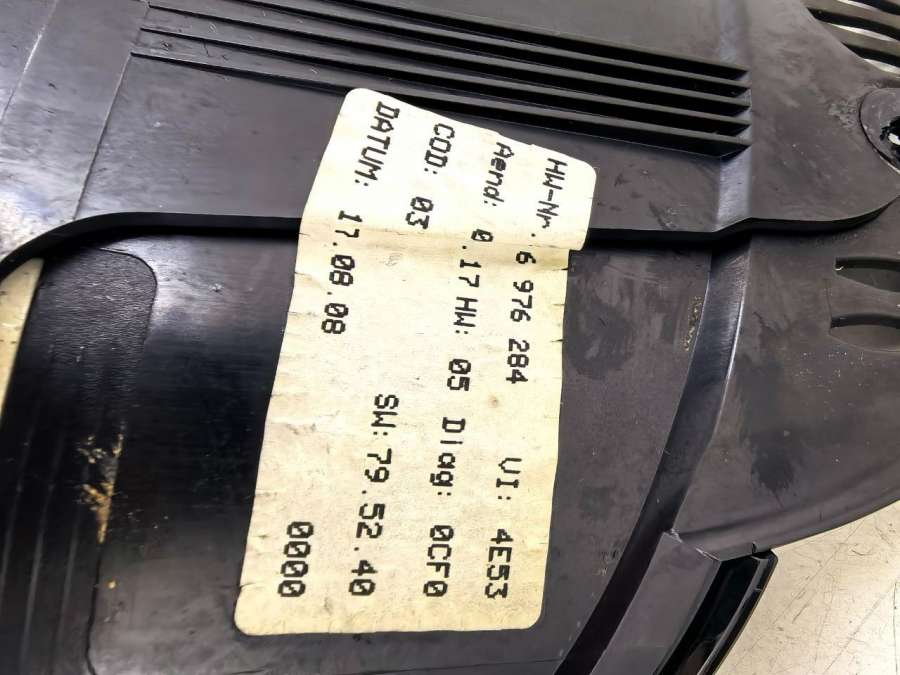 HW-Nr. 6 976 284 VI: 4E53
Aend: 0.17 HW: 05 Diag: 0CF0
COD: 03 SW: 79.52.40
DATUM: 17.08.08 0000